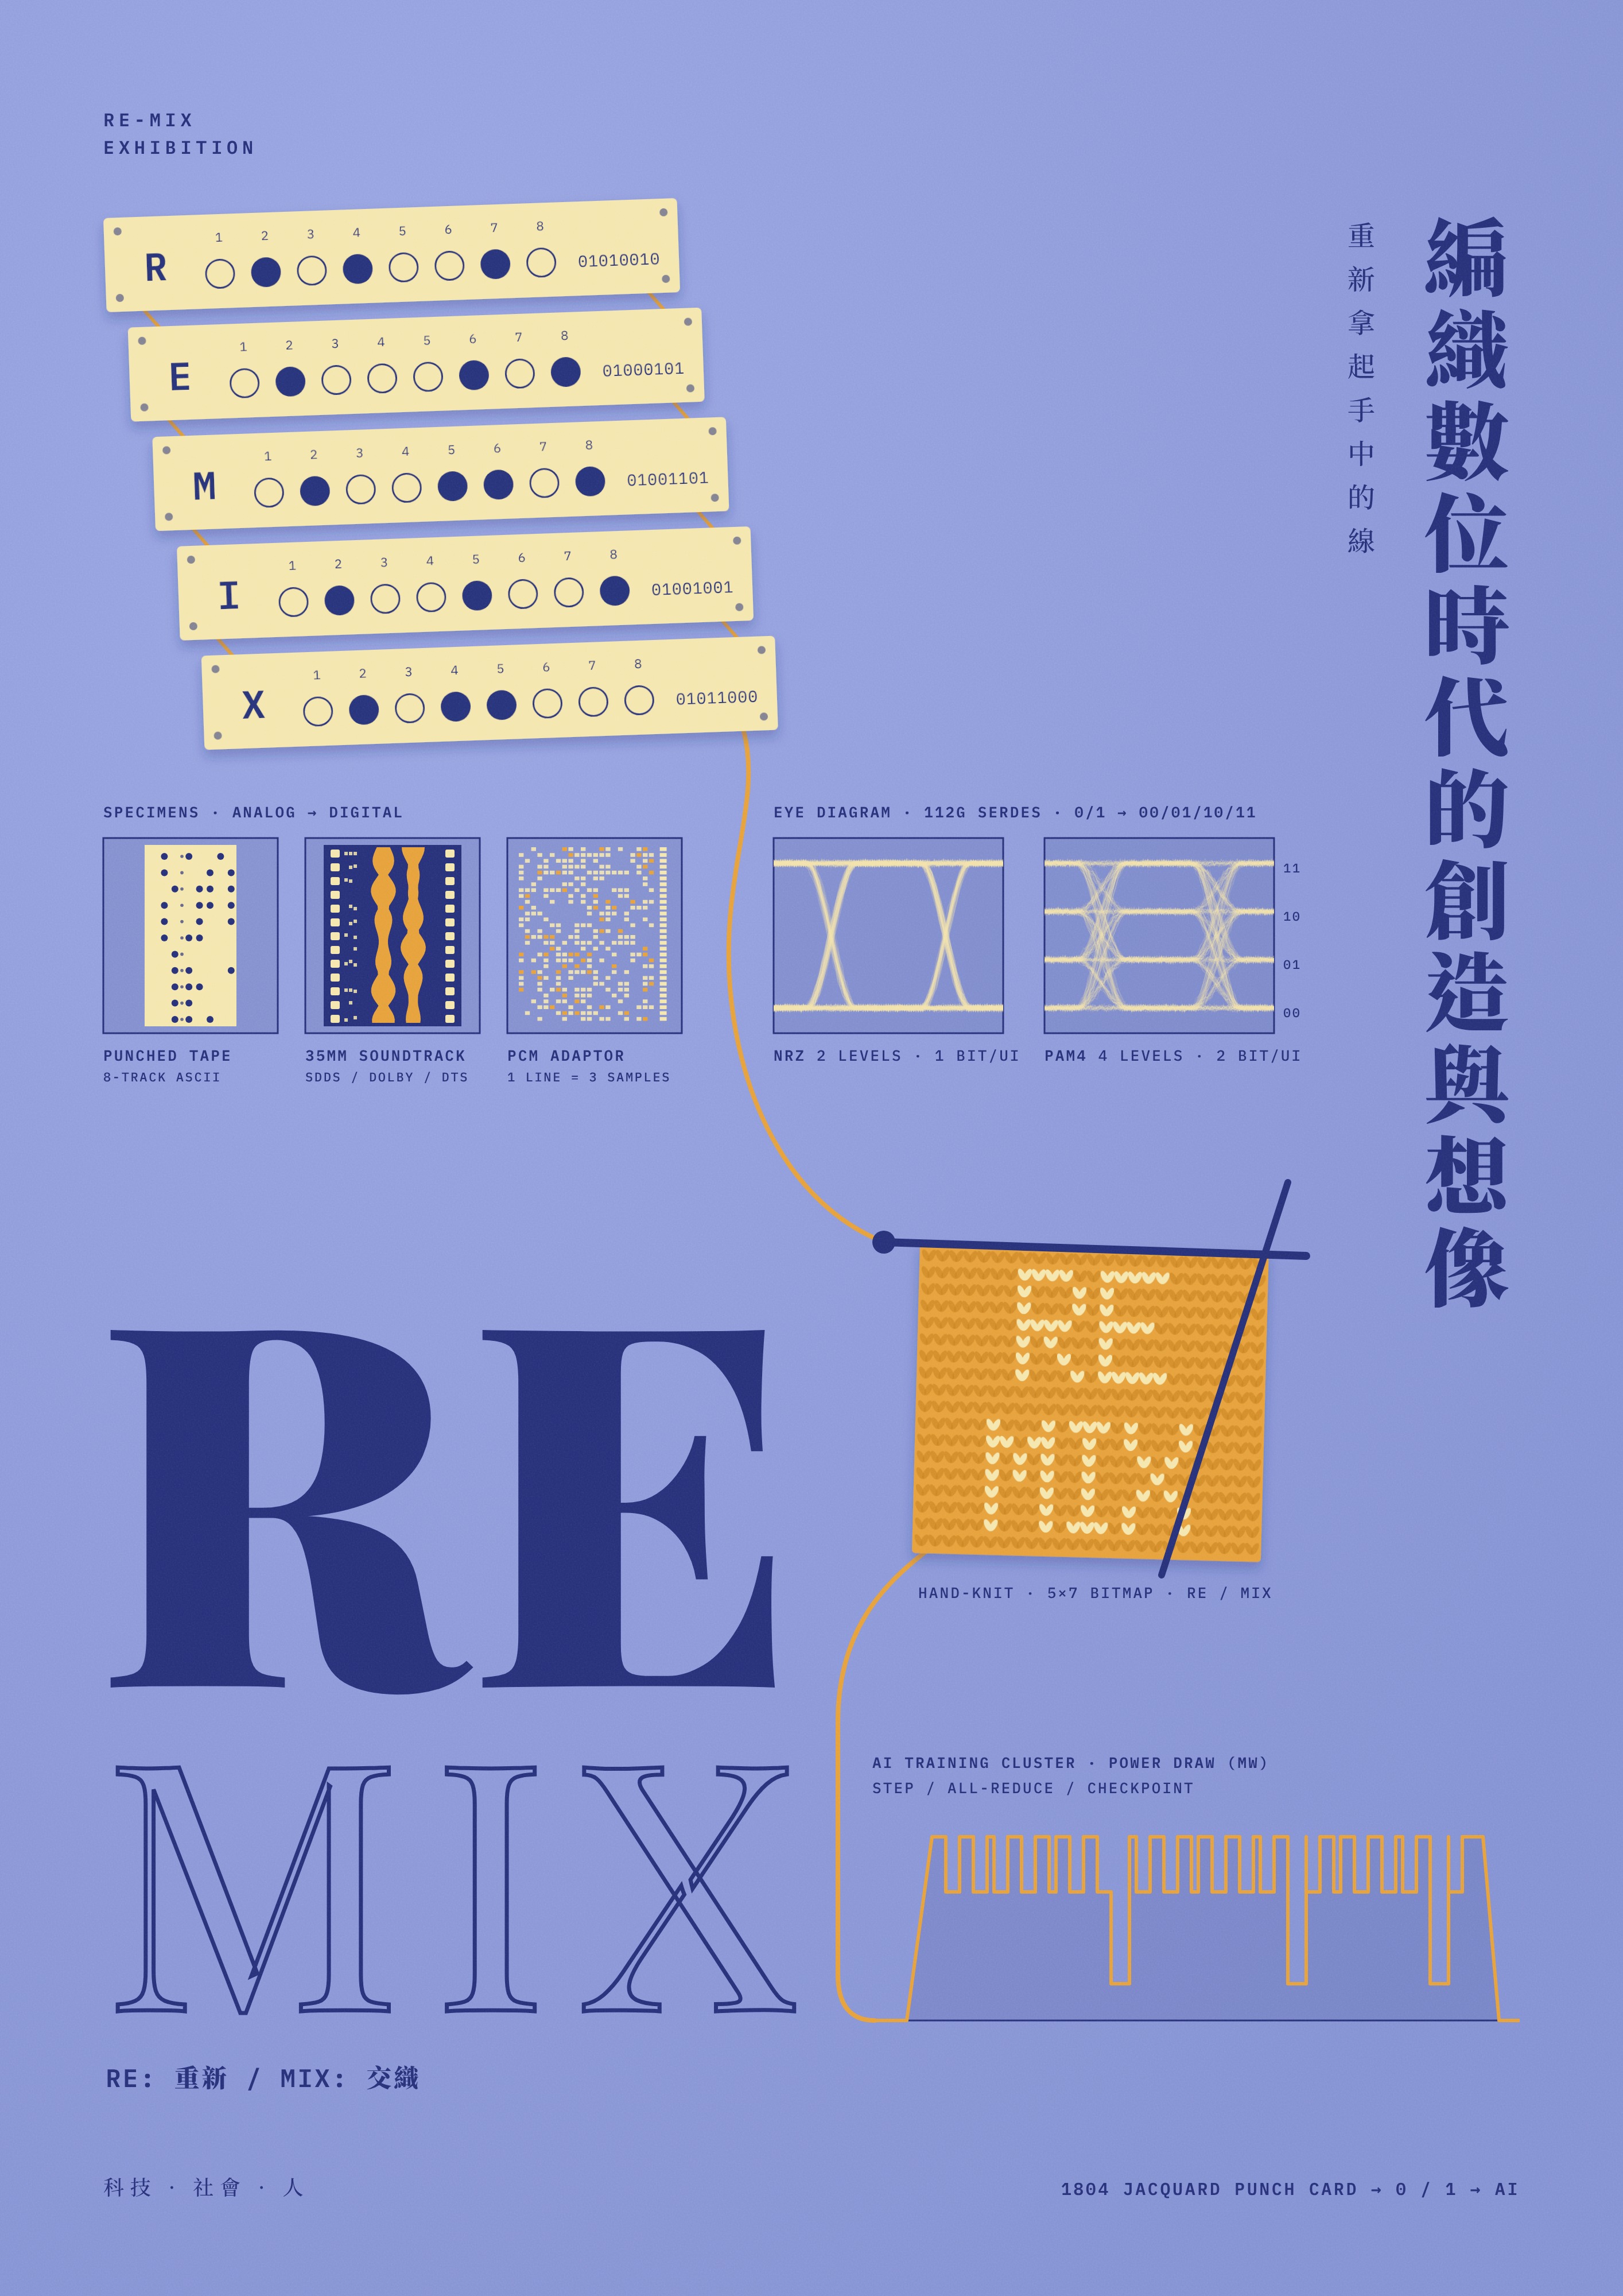 RE-MIX
EXHIBITION
編織數位時代的創造與想像
重新拿起手中的線
1 2 3 4 5 6 7 8
R 01010010
1 2 3 4 5 6 7 8
E 01000101
1 2 3 4 5 6 7 8
M 01001101
1 2 3 4 5 6 7 8
I 01001001
1 2 3 4 5 6 7 8
X 01011000
SPECIMENS · ANALOG → DIGITAL
PUNCHED TAPE
8-TRACK ASCII
35MM SOUNDTRACK
SDDS / DOLBY / DTS
PCM ADAPTOR
1 LINE = 3 SAMPLES
EYE DIAGRAM · 112G SERDES · 0/1 → 00/01/10/11
11
10
01
00
NRZ 2 LEVELS · 1 BIT/UI
PAM4 4 LEVELS · 2 BIT/UI
RE
MIX
HAND-KNIT · 5×7 BITMAP · RE / MIX
RE
MIX
AI TRAINING CLUSTER · POWER DRAW (MW)
STEP / ALL-REDUCE / CHECKPOINT
RE: 重新 / MIX: 交織
科技 · 社會 · 人
1804 JACQUARD PUNCH CARD → 0 / 1 → AI